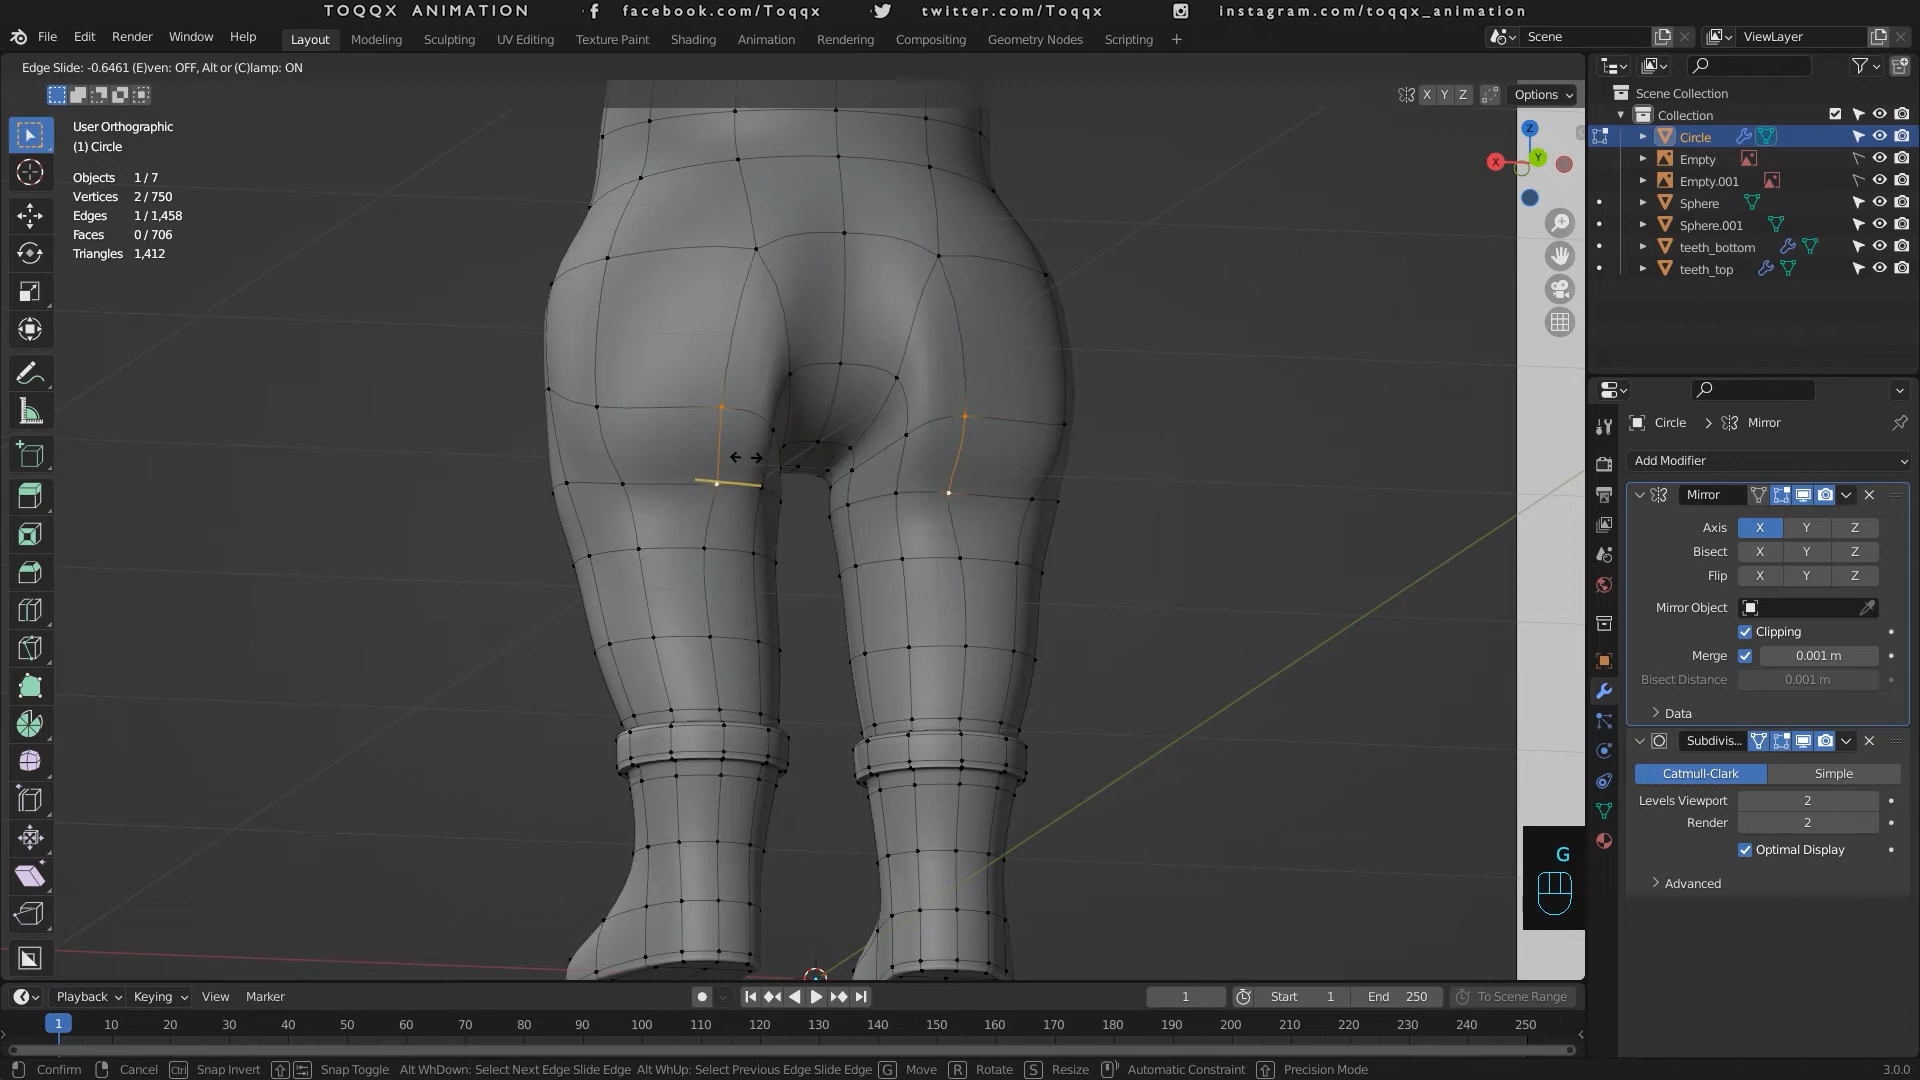 TOQQX ANIMATION facebook.com/Toqqx twitter.com/Toqqx instagram.com/toqqx_animation
File Edit Render Window Help Layout Modeling Sculpting UV Editing Texture Paint Shading Animation Rendering Compositing Geometry Nodes Scripting + Scene ViewLayer
Edge Slide: -0.6461 (E)ven: OFF, Alt or (C)lamp: ON
X Y Z Options
User Orthographic
(1) Circle
Objects 1 / 7
Vertices 2 / 750
Edges 1 / 1,458
Faces 0 / 706
Triangles 1,412
Z
X
Y
Scene Collection
Collection
Circle
Empty
Empty.001
Sphere
Sphere.001
teeth_bottom
teeth_top
Circle > Mirror
Add Modifier
Mirror
Axis X Y Z
Bisect X Y Z
Flip X Y Z
Mirror Object
Clipping
Merge 0.001 m
Bisect Distance 0.001 m
Data
Subdivis...
Catmull-Clark Simple
Levels Viewport 2
Render 2
Optimal Display
Advanced
G
Playback Keying View Marker 1 Start 1 End 250 To Scene Range
1 10 20 30 40 50 60 70 80 90 100 110 120 130 140 150 160 170 180 190 200 210 220 230 240 250
Confirm Cancel Ctrl Snap Invert Snap Toggle Alt WhDown: Select Next Edge Slide Edge Alt WhUp: Select Previous Edge Slide Edge G Move R Rotate S Resize Automatic Constraint Precision Mode 3.0.0